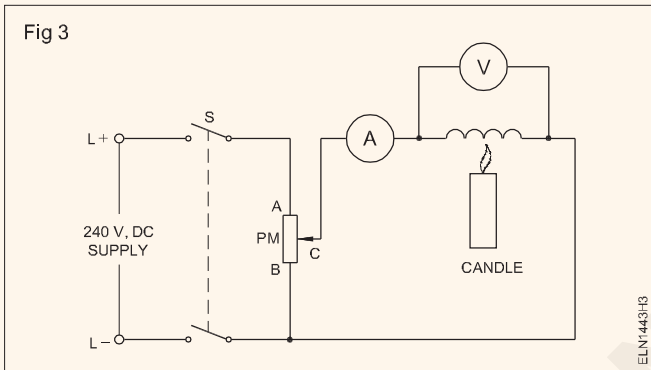 Fig 3
V
S
L+
A
A
240 V, DC
SUPPLY
PM
C
B
CANDLE
L−
ELN1443H3